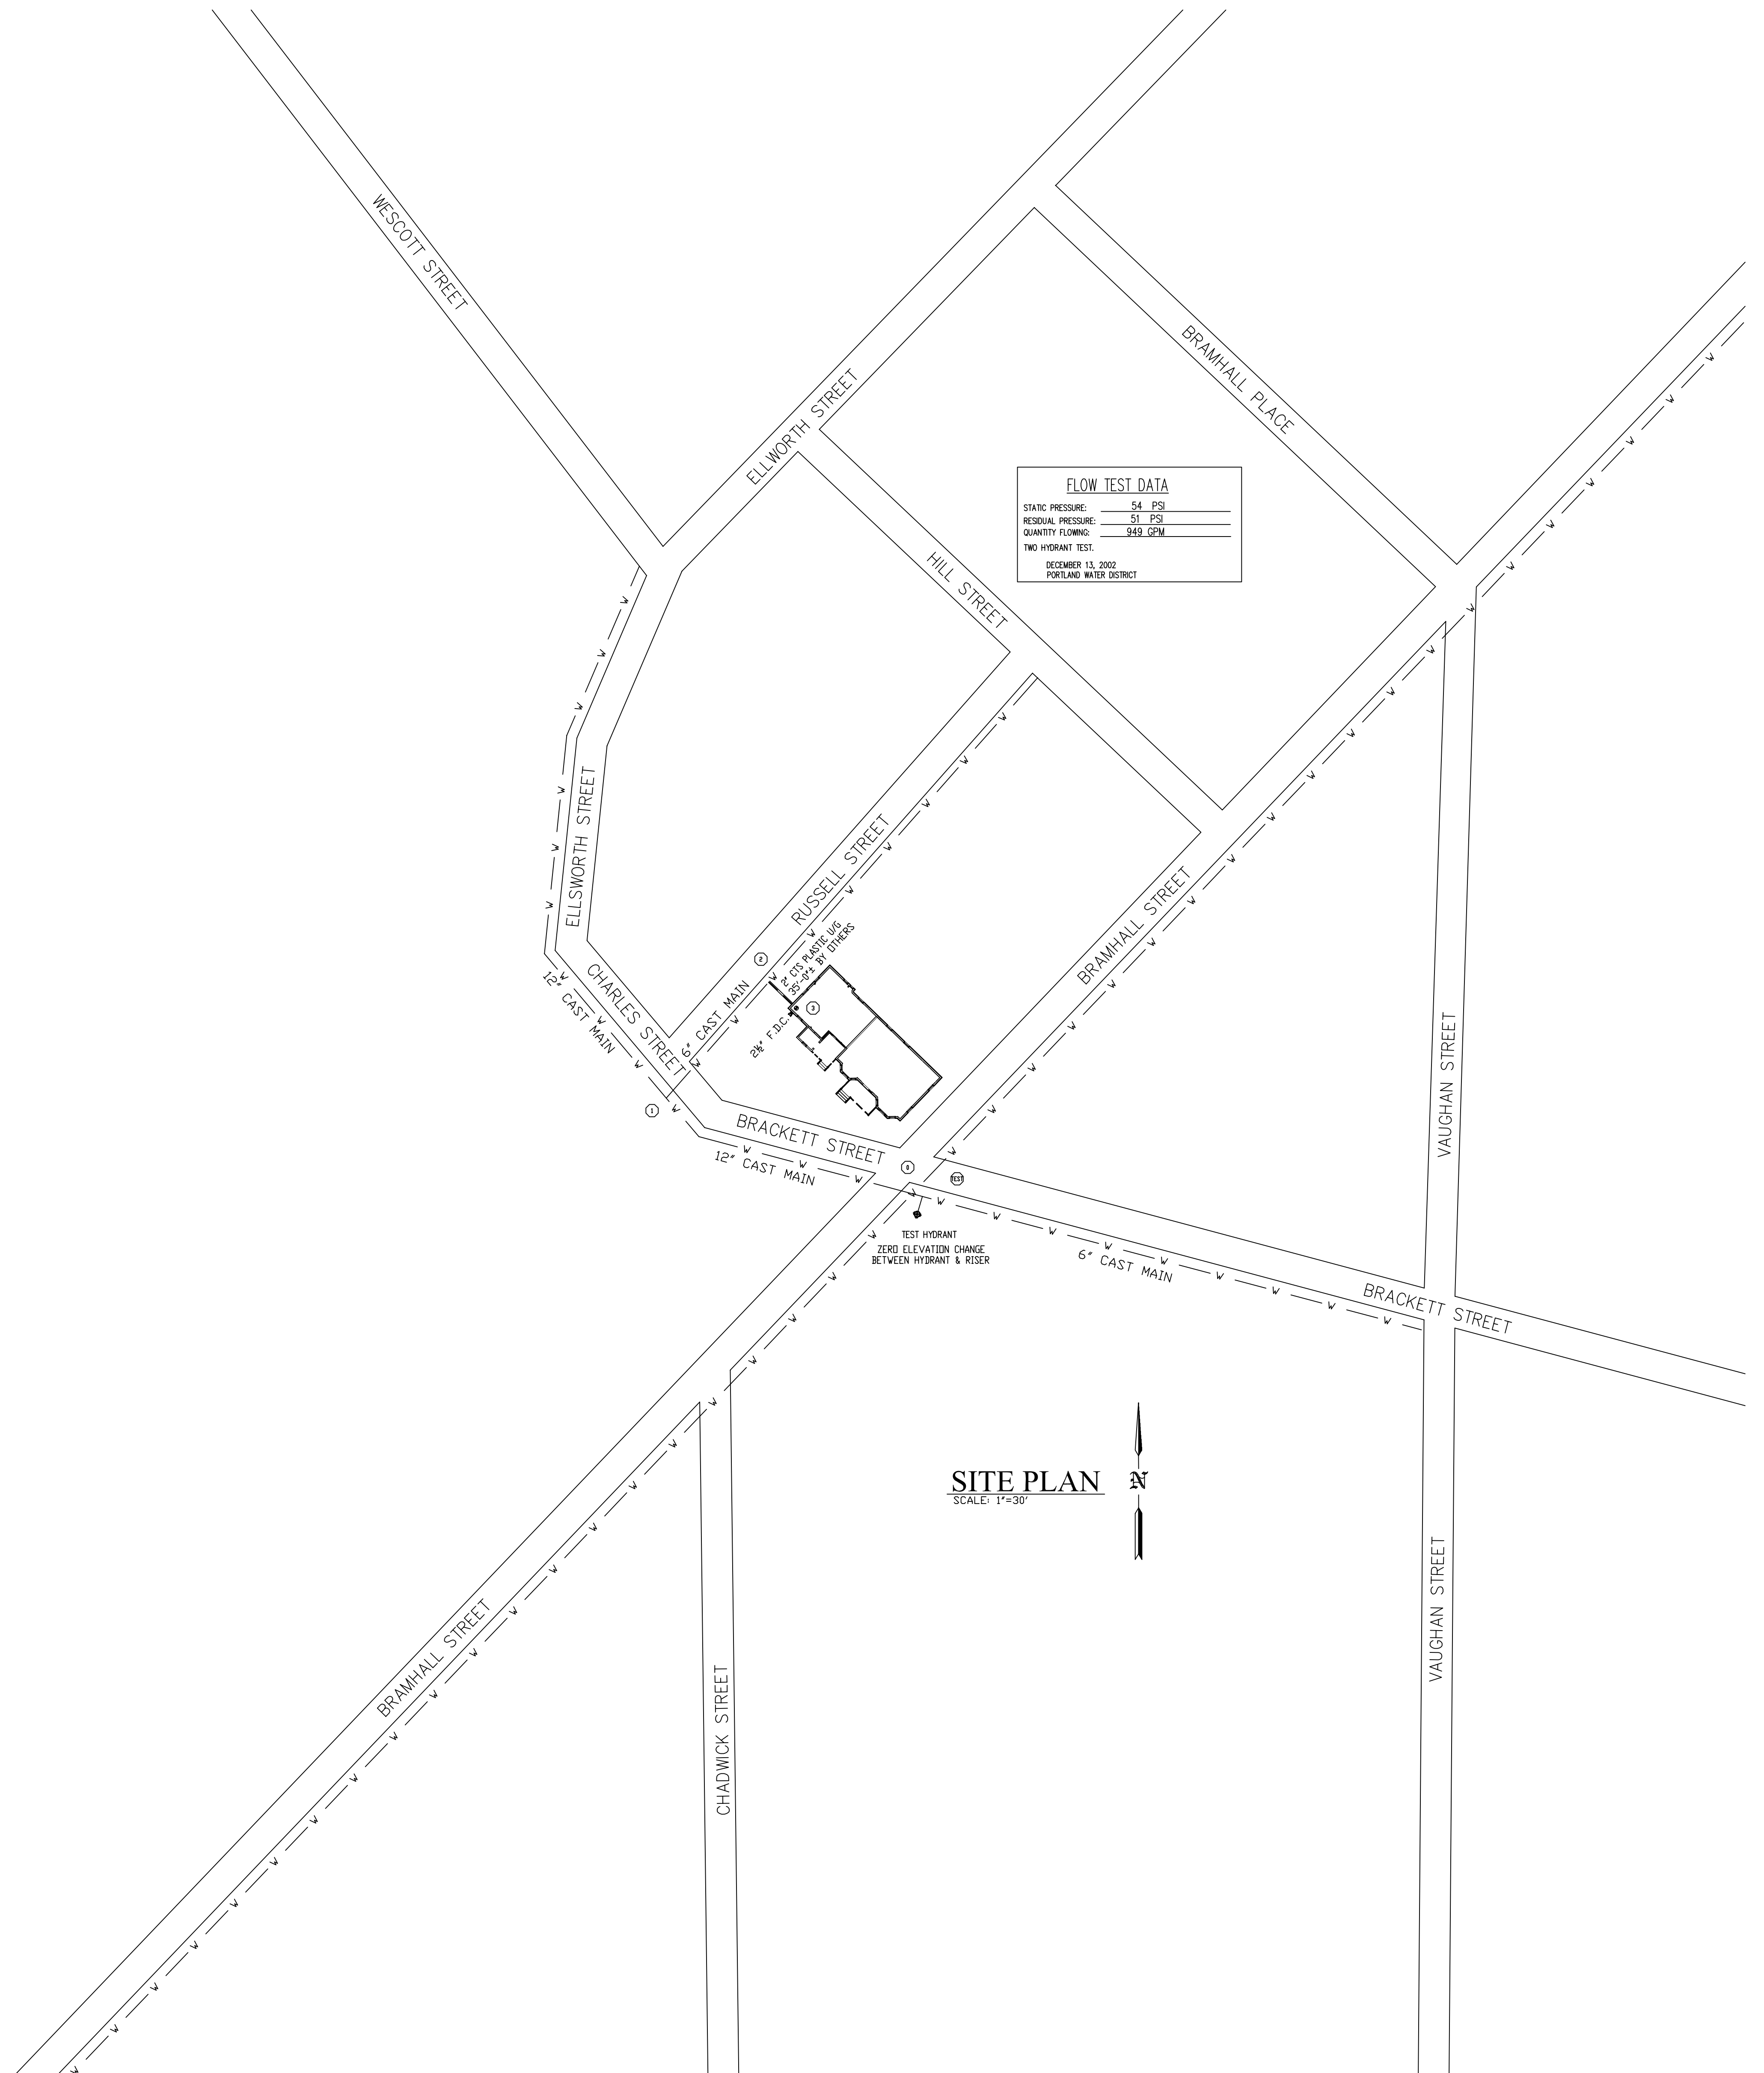 WESCOTT STREET
ELLWORTH STREET
BRAMHALL PLACE
FLOW TEST DATA
STATIC PRESSURE: 54 PSI
RESIDUAL PRESSURE: 51 PSI
QUANTITY FLOWING: 949 GPM
TWO HYDRANT TEST.
DECEMBER 13, 2002
PORTLAND WATER DISTRICT
HILL STREET
ELLSWORTH STREET
RUSSELL STREET
BRAMHALL STREET
2
2" CTS PLASTIC U/G
35'-0"± BY OTHERS
CHARLES STREET
12" CAST MAIN
6" CAST MAIN
2½" F.D.C.
3
1
BRACKETT STREET
12" CAST MAIN
0
TEST
VAUGHAN STREET
TEST HYDRANT
ZERO ELEVATION CHANGE
BETWEEN HYDRANT & RISER
6" CAST MAIN
BRACKETT STREET
SITE PLAN
SCALE: 1"=30'
N
BRAMHALL STREET
CHADWICK STREET
VAUGHAN STREET